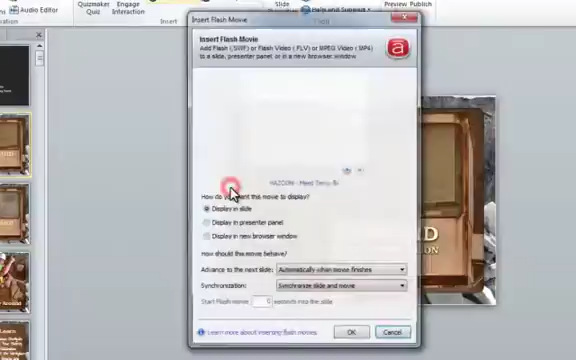 Quizmaker Quiz
Engage Interaction
Slide
Preview Publish
Help and Support
Insert
Audio Editor
Insert Flash Movie
Insert Flash Movie
Add Flash (.SWF) or Flash Video (.FLV) or MPEG Video (.MP4)
to a slide, presenter panel, or in a new browser window
How do you want this movie to display?
Display in slide
Display in presenter panel
Display in new browser window
How should this movie behave?
Advance to the next slide: Automatically when movie finishes
Synchronization: Synchronize slide and movie
Start Flash movie 0 seconds into the slide
Learn more about inserting flash movies.
OK
Cancel